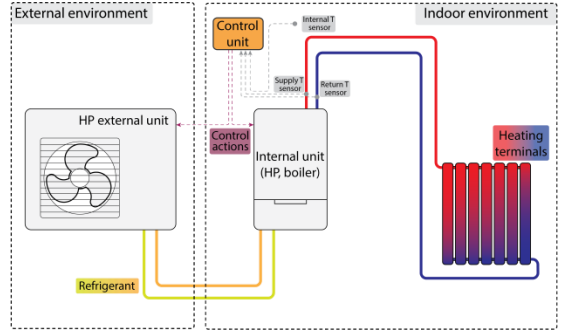 External environment
Indoor environment
Control
unit
Internal T
sensor
Supply T
sensor
Return T
sensor
HP external unit
Control
actions
Internal unit
(HP, boiler)
Heating
terminals
Refrigerant